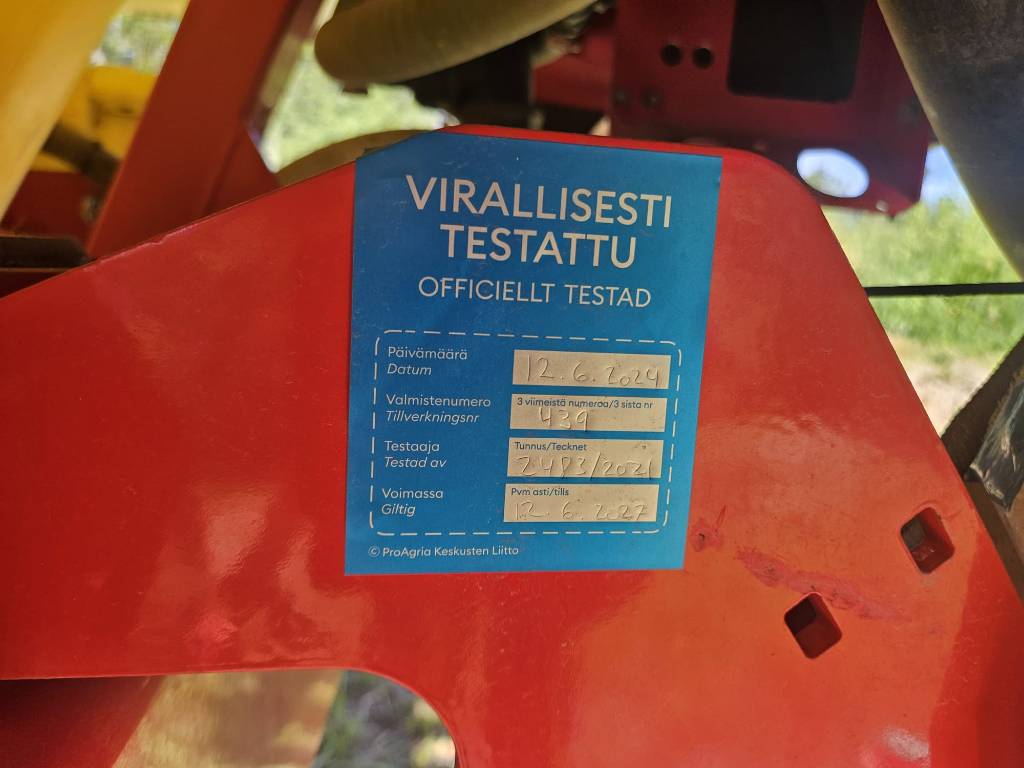 VIRALLISESTI
TESTATTU
OFFICIELLT TESTAD
Päivämäärä
Datum
12.6.2024
Valmistenumero
Tillverkningsnr
3 viimeistä numeroa/3 sista nr
439
Testaaja
Testad av
Tunnus/Tecknet
2483/2021
Voimassa
Giltig
Pvm asti/tills
12.6.2027
© ProAgria Keskusten Liitto